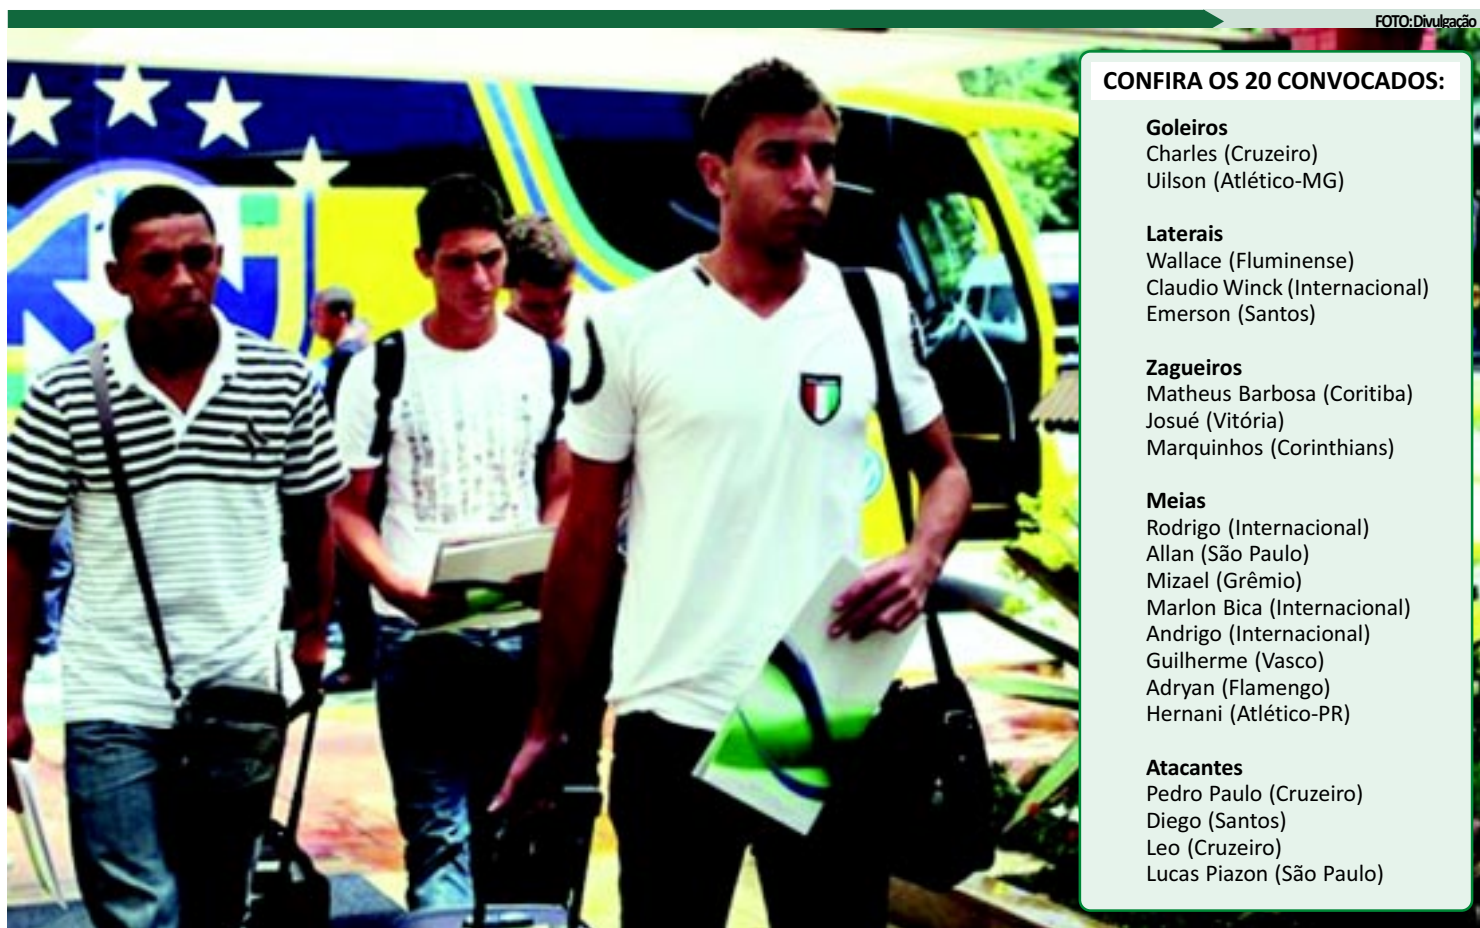 FOTO: Divulgação
CONFIRA OS 20 CONVOCADOS:
Goleiros
Charles (Cruzeiro)
Uilson (Atlético-MG)
Laterais
Wallace (Fluminense)
Claudio Winck (Internacional)
Emerson (Santos)
Zagueiros
Matheus Barbosa (Coritiba)
Josué (Vitória)
Marquinhos (Corinthians)
Meias
Rodrigo (Internacional)
Allan (São Paulo)
Mizael (Grêmio)
Marlon Bica (Internacional)
Andrigo (Internacional)
Guilherme (Vasco)
Adryan (Flamengo)
Hernani (Atlético-PR)
Atacantes
Pedro Paulo (Cruzeiro)
Diego (Santos)
Leo (Cruzeiro)
Lucas Piazon (São Paulo)